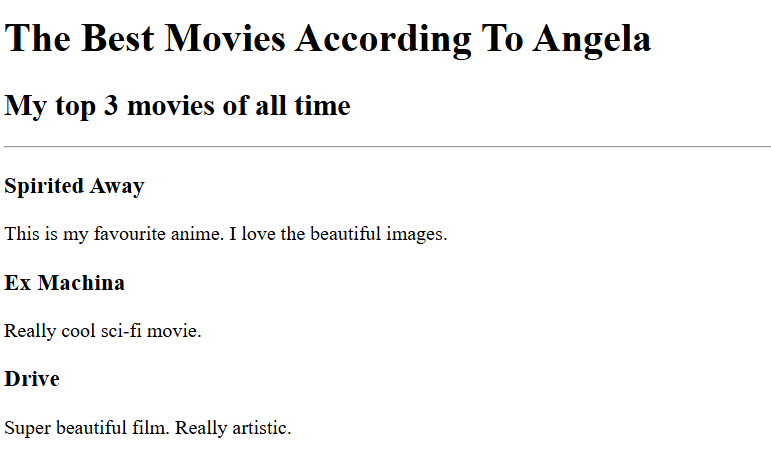 The Best Movies According To Angela
My top 3 movies of all time
Spirited Away
This is my favourite anime. I love the beautiful images.
Ex Machina
Really cool sci-fi movie.
Drive
Super beautiful film. Really artistic.